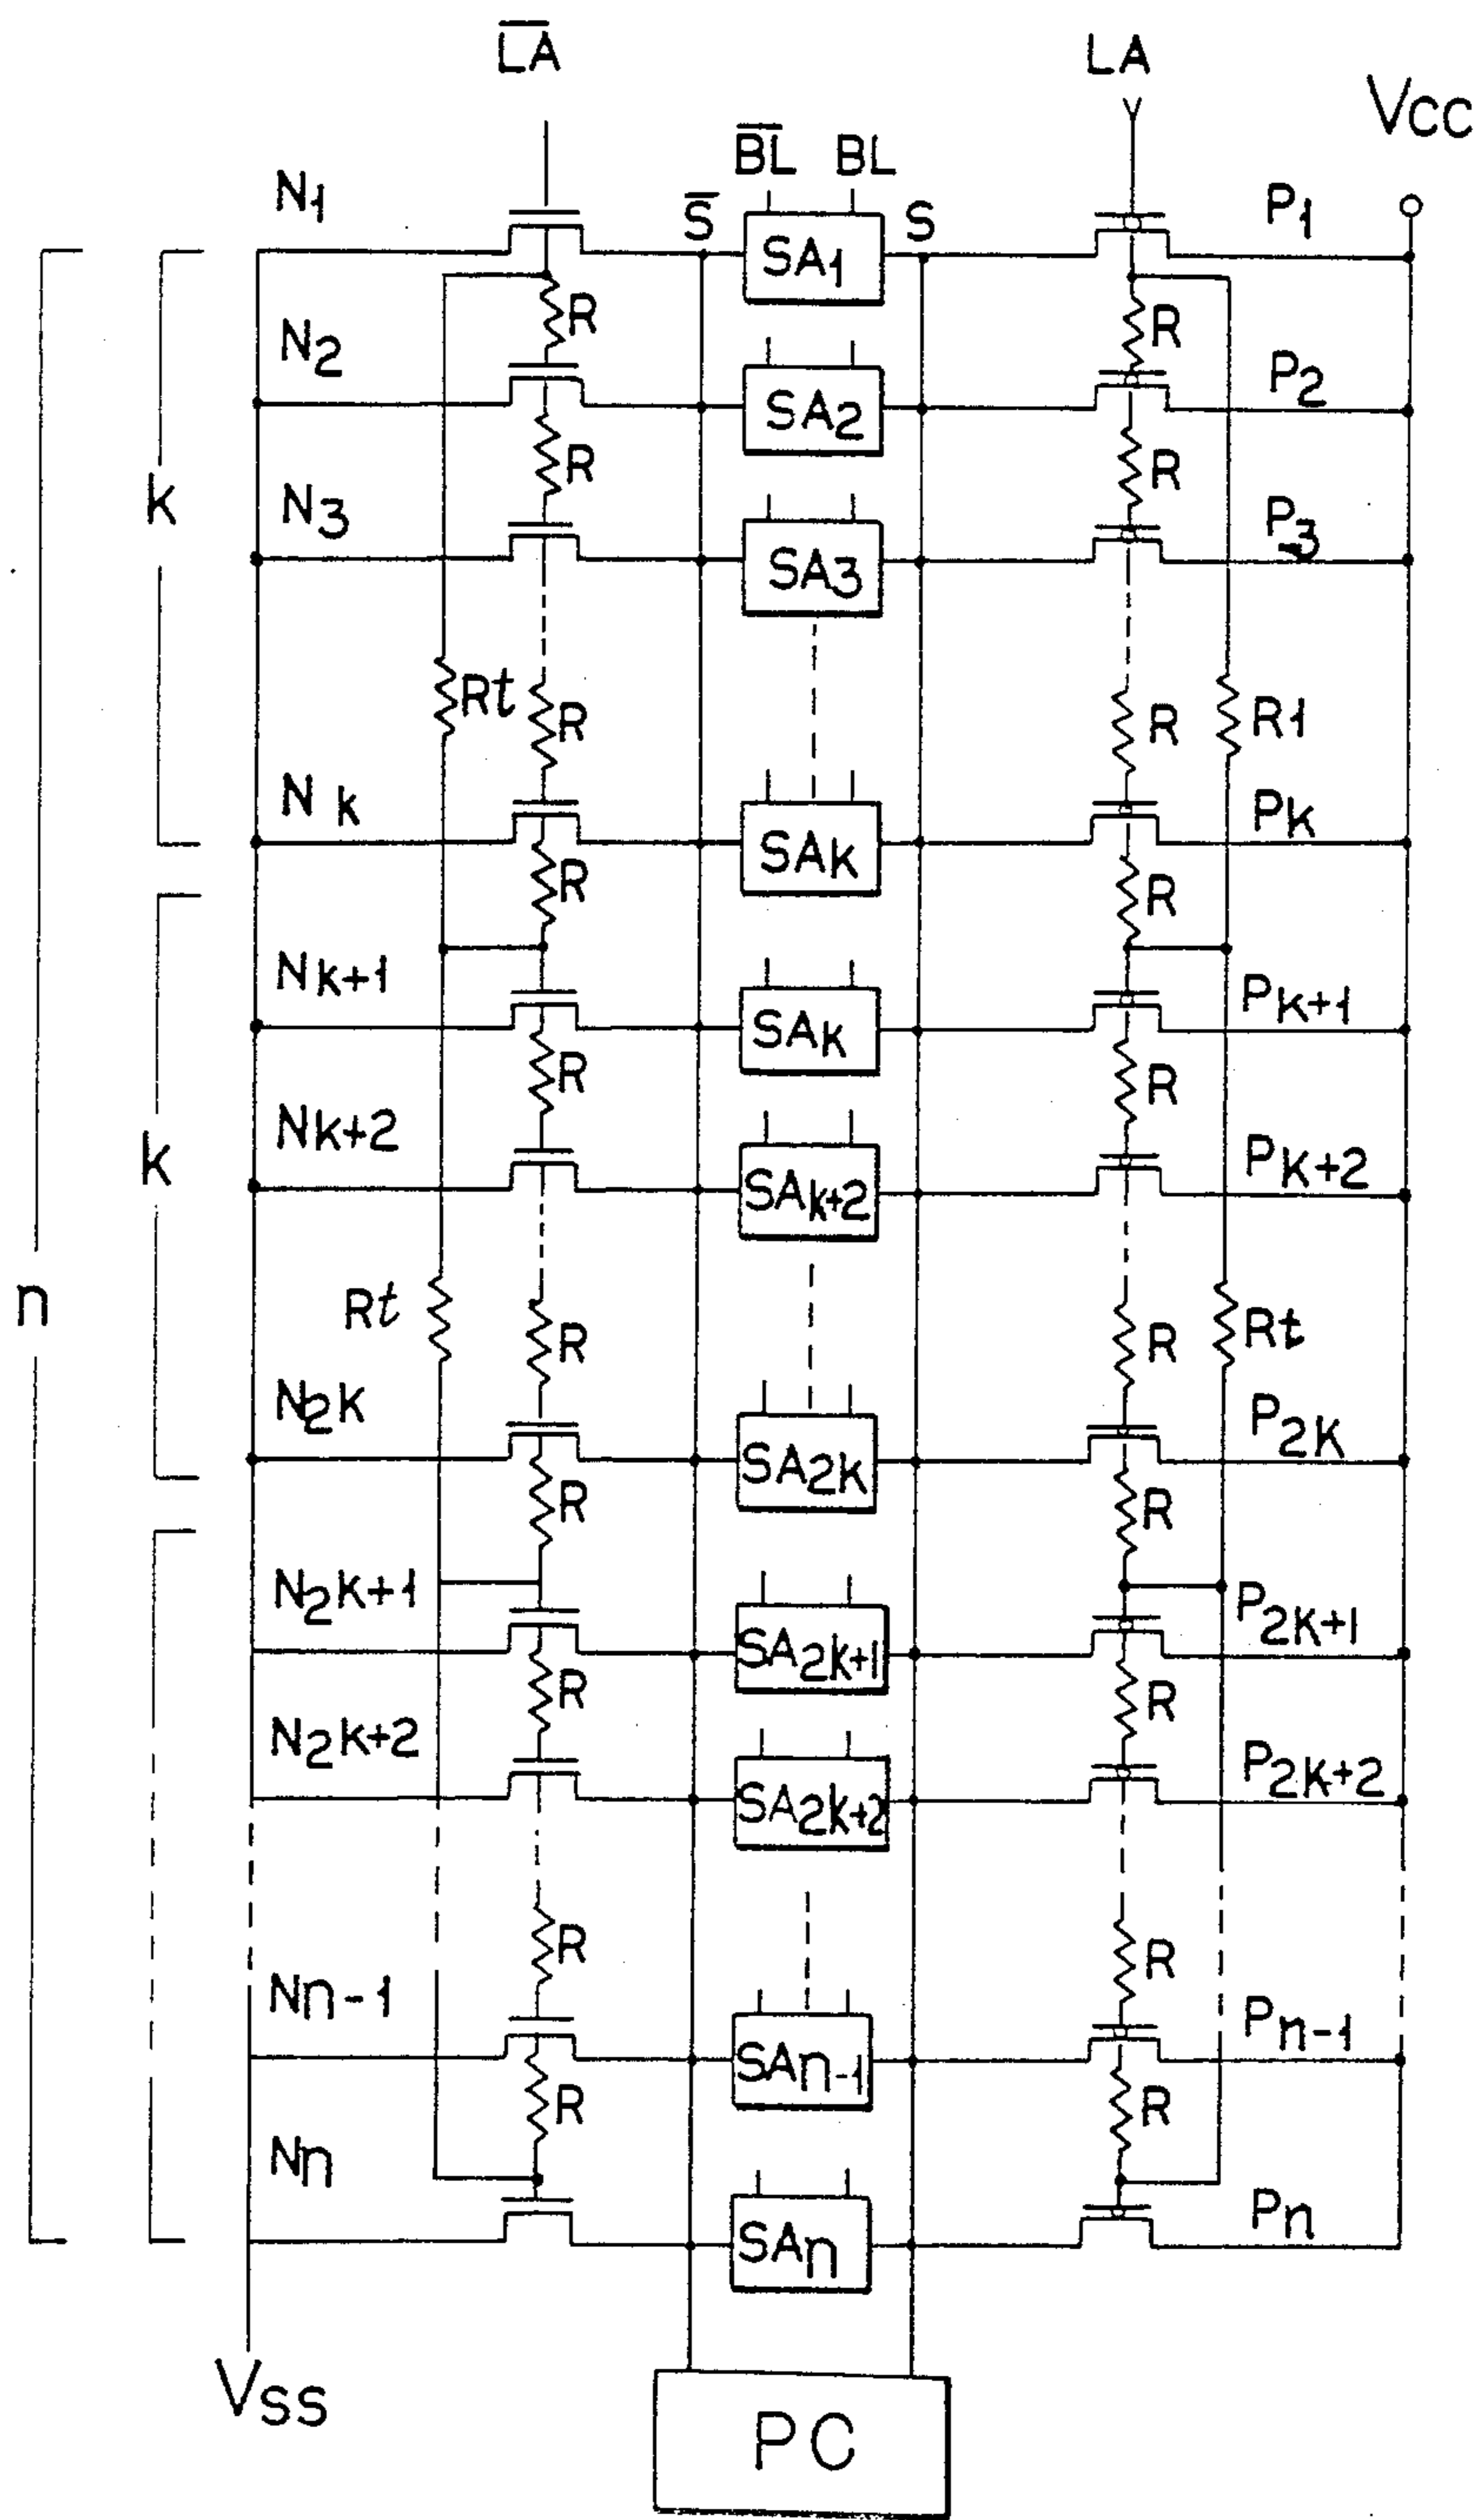 L̅A̅ LA Vcc
B̅L̅ BL
N1 S̅ SA1 S P1
R R
N2 SA2 P2
R R
N3 SA3 P3
k
Rt R R R1
Nk SAk Pk
R R
Nk+1 SAk Pk+1
R R
Nk+2 SAk+2 PK+2
k
n Rt R R Rt
N2k SA2k P2K
R R
N2k+1 SA2k+1 P2K+1
R R
N2k+2 SA2k+2 P2K+2
R R
Nn-1 SAn-1 Pn-1
R R
Nn SAn Pn
Vss
PC